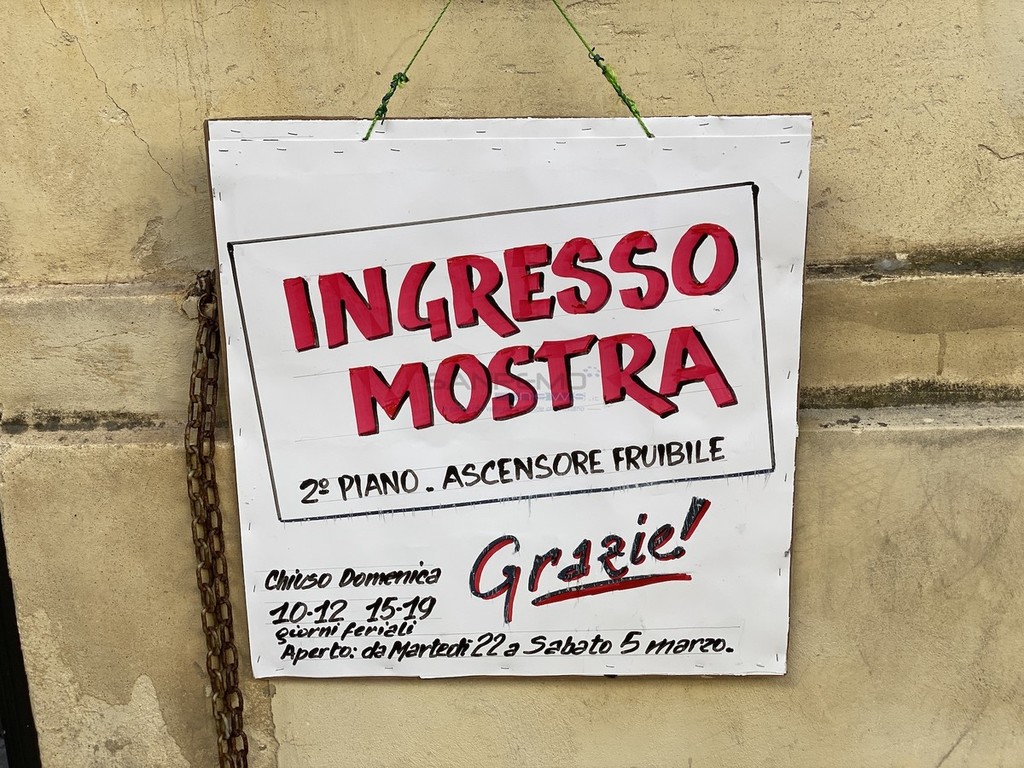 INGRESSO
MOSTRA
2º PIANO. ASCENSORE FRUIBILE
Grazie!
Chiuso Domenica
10-12 15-19
giorni feriali
Aperto: da Martedì 22 a Sabato 5 marzo.